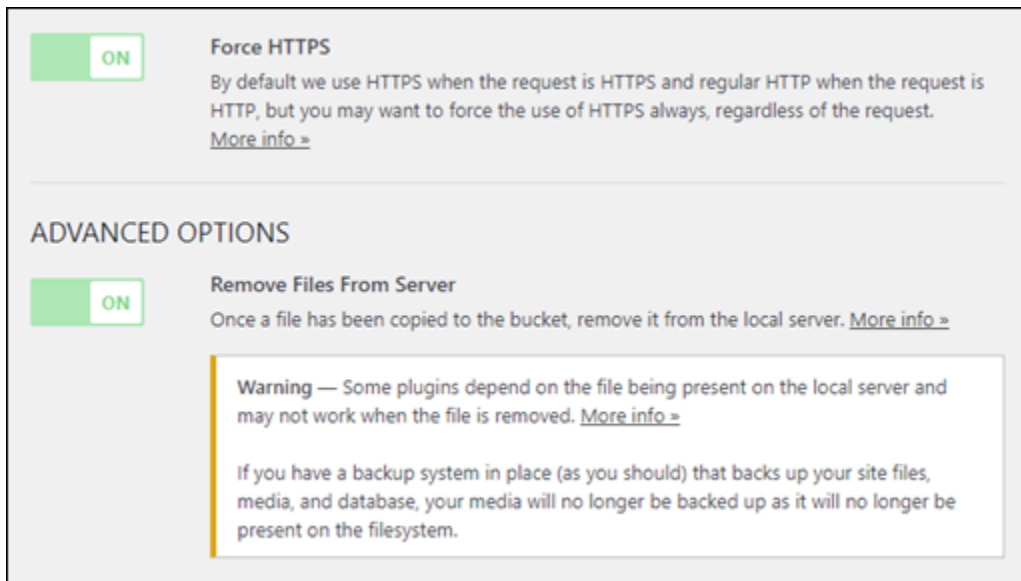 ON
Force HTTPS
By default we use HTTPS when the request is HTTPS and regular HTTP when the request is
HTTP, but you may want to force the use of HTTPS always, regardless of the request.
More info »
ADVANCED OPTIONS
ON
Remove Files From Server
Once a file has been copied to the bucket, remove it from the local server. More info »
Warning — Some plugins depend on the file being present on the local server and
may not work when the file is removed. More info »
If you have a backup system in place (as you should) that backs up your site files,
media, and database, your media will no longer be backed up as it will no longer be
present on the filesystem.